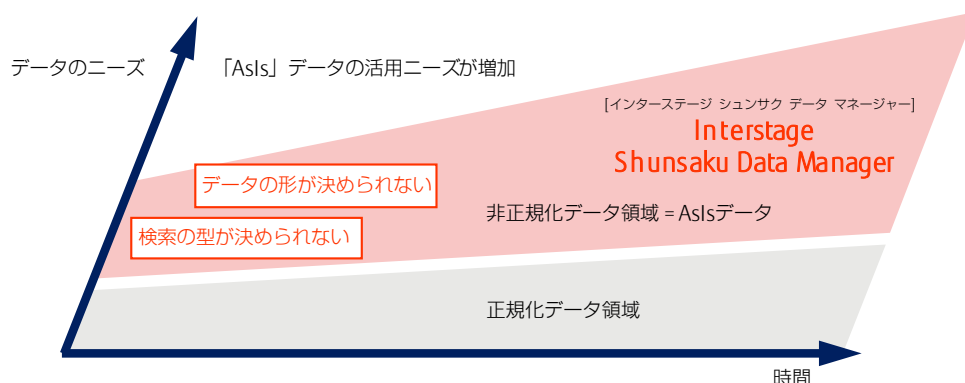 データのニーズ
「AsIs」データの活用ニーズが増加
[インターステージ シュンサク データ マネージャー]
Interstage
Shunsaku Data Manager
データの形が決められない
非正規化データ領域 = AsIsデータ
検索の型が決められない
正規化データ領域
時間